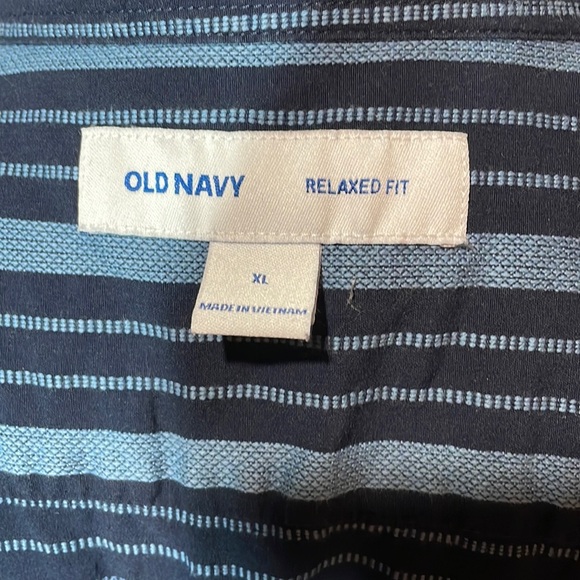 OLD NAVY RELAXED FIT
XL
MADE IN VIETNAM